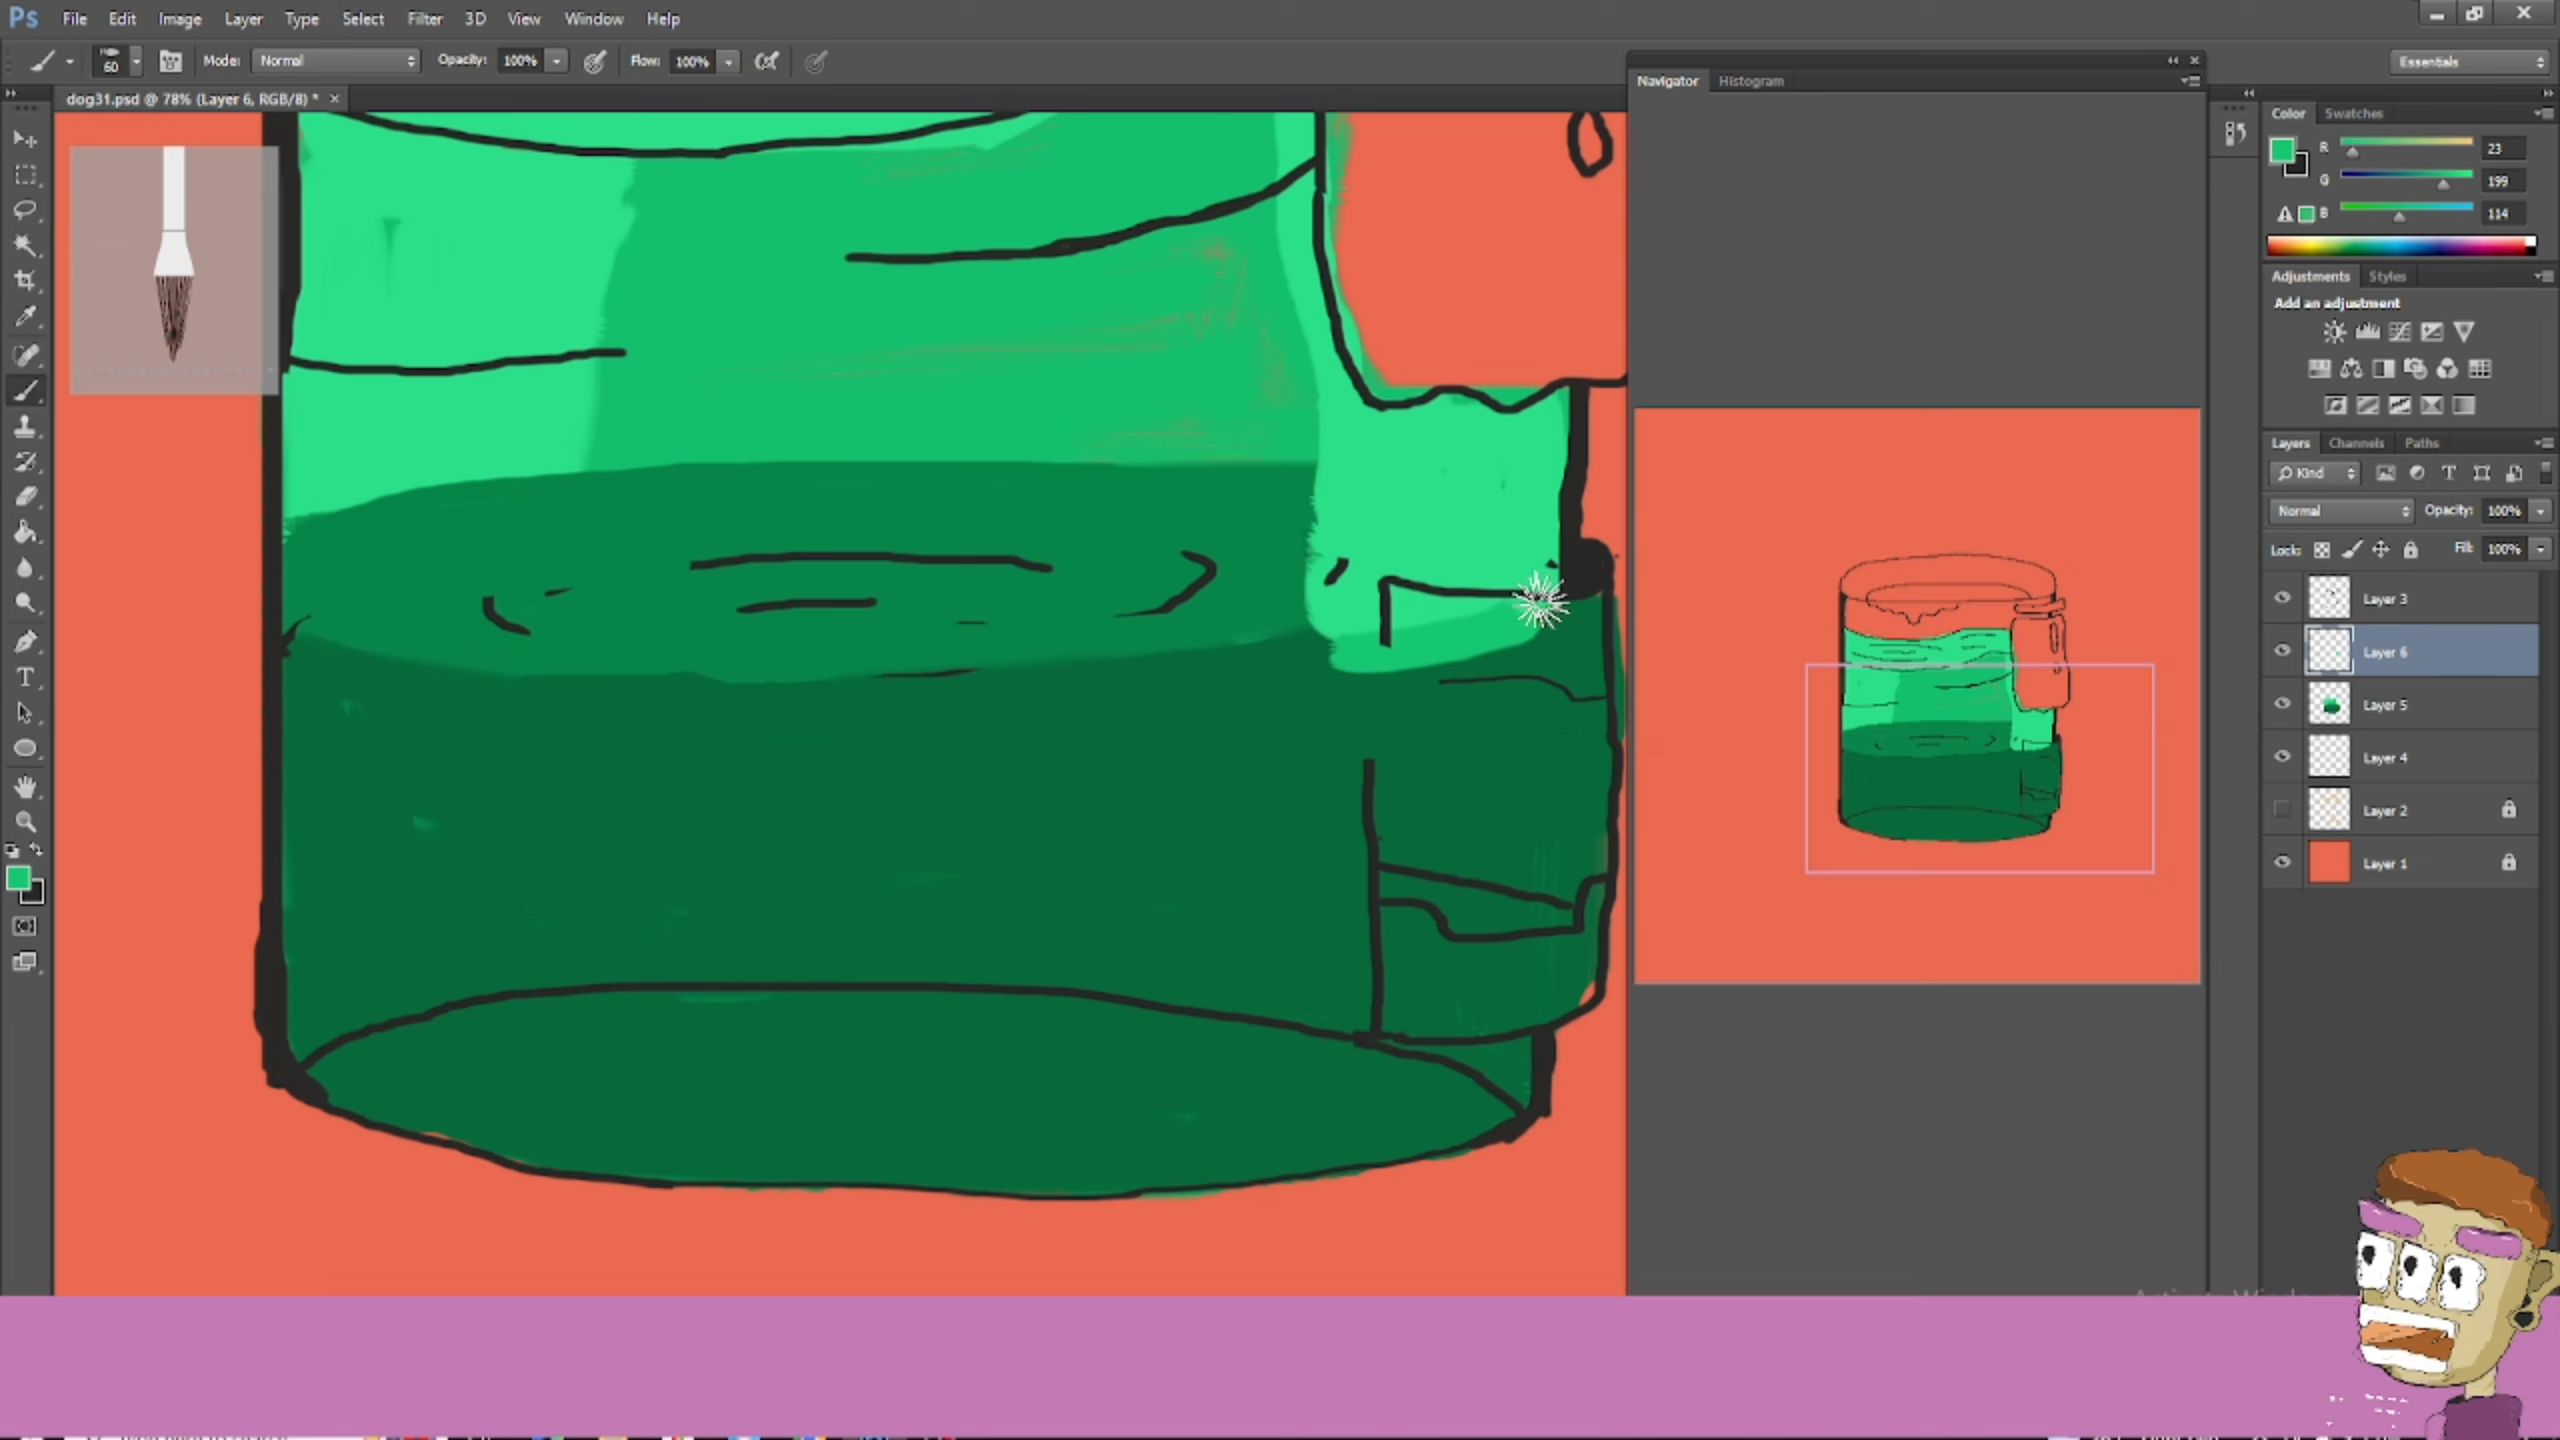 Ps File Edit Image Layer Type Select Filter 3D View Window Help
60 Mode: Normal Opacity: 100% Flow: 100%
Essentials
dog31.psd @ 78% (Layer 6, RGB/8) * ×
Navigator Histogram
Color Swatches
R 23
G 199
B 114
Adjustments Styles
Add an adjustment
Layers Channels Paths
Kind
Normal Opacity: 100%
Lock: Fill: 100%
Layer 3
Layer 6
Layer 5
Layer 4
Layer 2
Layer 1